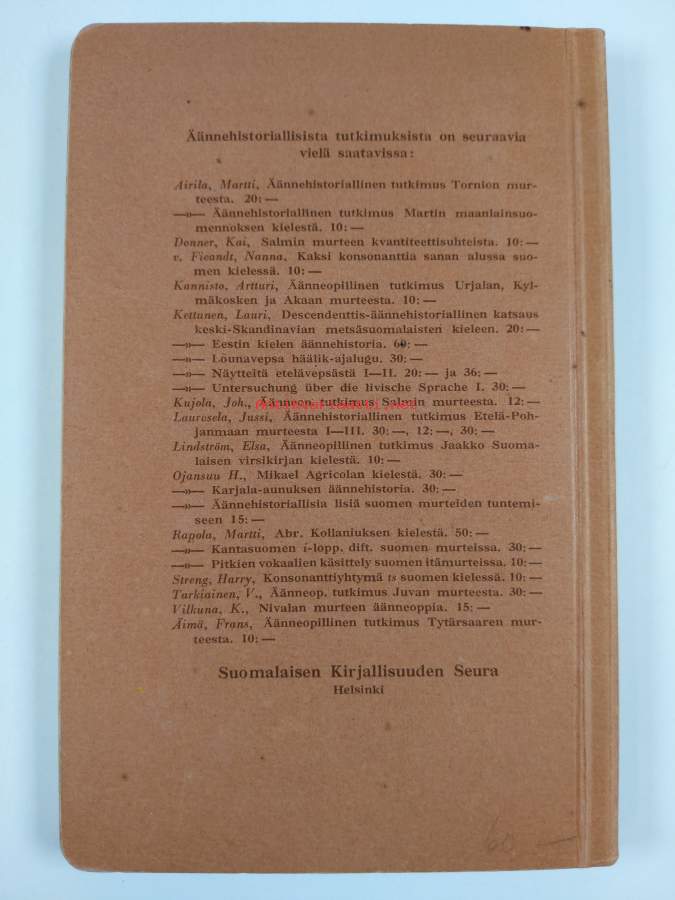 Äännehistoriallisista tutkimuksista on seuraavia
vielä saatavissa:
Airila, Martti, Äännehistoriallinen tutkimus Tornion mur-
teesta. 20: —
—»— Äännehistoriallinen tutkimus Martin maanlainsuo-
mennoksen kielestä. 10: —
Donner, Kai, Salmin murteen kvantiteettisuhteista. 10: —
v. Fieandt, Nanna, Kaksi konsonanttia sanan alussa suo-
men kielessä. 10: —
Kannisto, Artturi, Äänneopillinen tutkimus Urjalan, Kyl-
mäkosken ja Akaan murteesta. 10: —
Kettunen, Lauri, Descendenttis-äännehistoriallinen katsaus
keski-Skandinavian metsäsuomalaisten kieleen. 20: —
—»— Eestin kielen äännehistoria. 60: —
—»— Lõunavepsa häälik-ajalugu. 30: —
—»— Näytteitä etelävepsästä I—II. 20: — ja 36: —
—»— Untersuchung über die livische Sprache I. 30: —
Kujola, Joh., Äänneop. tutkimus Salmin murteesta. 12: —
Laurosela, Jussi, Äännehistoriallinen tutkimus Etelä-Poh-
janmaan murteesta I—III. 30: —, 12: —, 30: —
Lindström, Elsa, Äänneopillinen tutkimus Jaakko Suoma-
laisen virsikirjan kielestä. 10: —
Ojansuu H., Mikael Agricolan kielestä. 30: —
—»— Karjala-aunuksen äännehistoria. 30: —
—»— Äännehistoriallisia lisiä suomen murteiden tuntemi-
seen 15: —
Rapola, Martti, Abr. Kollaniuksen kielestä. 50: —
—»— Kantasuomen i-lopp. dift. suomen murteissa. 30: —
—»— Pitkien vokaalien käsittely suomen itämurteissa. 10: —
Streng, Harry, Konsonanttiyhtymä ts suomen kielessä. 10: —
Tarkiainen, V., Äänneop. tutkimus Juvan murteesta. 30: —
Vilkuna, K., Nivalan murteen äänneoppia. 15: —
Äimä, Frans, Äänneopillinen tutkimus Tytärsaaren mur-
teesta. 10: —
Suomalaisen Kirjallisuuden Seura
Helsinki
60 —